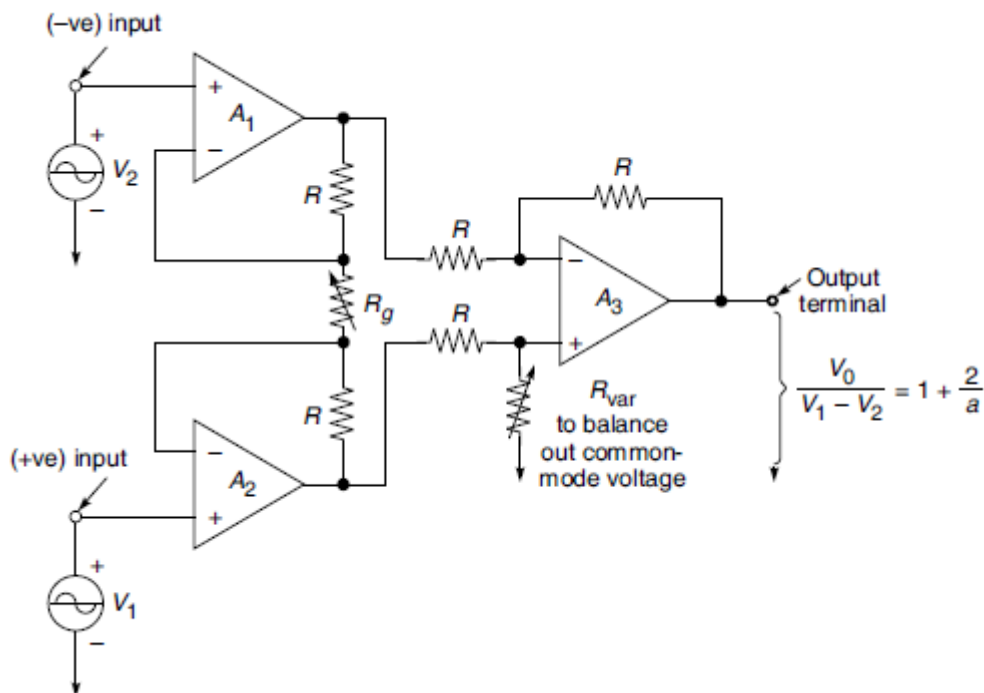 (–ve) input
+
A1
–
+
V2
–
R
R
R
Rg
–
A3
+
Output
terminal
R
R
V0
V1 – V2
= 1 + 2
a
Rvar
to balance
out common-
mode voltage
(+ve) input
–
A2
+
+
V1
–